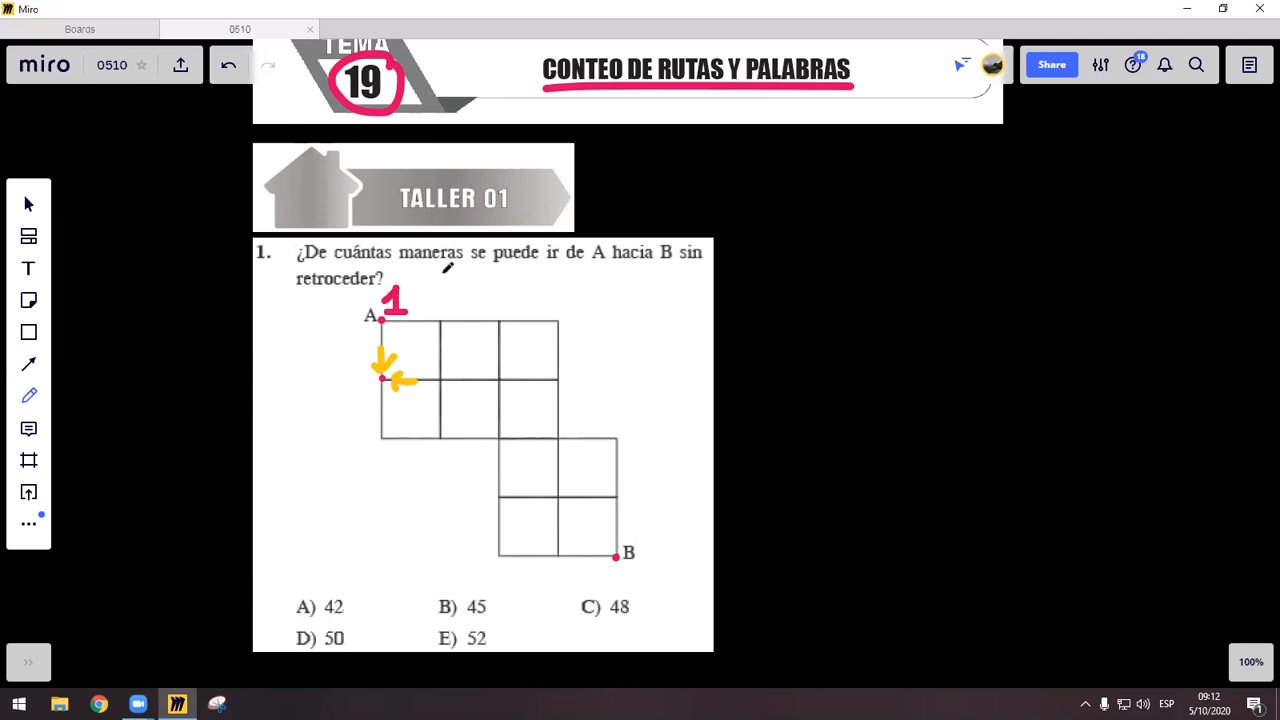 Miro
Boards
0510
miro
0510
Share
18
TEMA
19
CONTEO DE RUTAS Y PALABRAS
TALLER 01
1. ¿De cuántas maneras se puede ir de A hacia B sin
retroceder?
1
A
B
A) 42 B) 45 C) 48
D) 50 E) 52
100%
ESP
09:12
5/10/2020
1